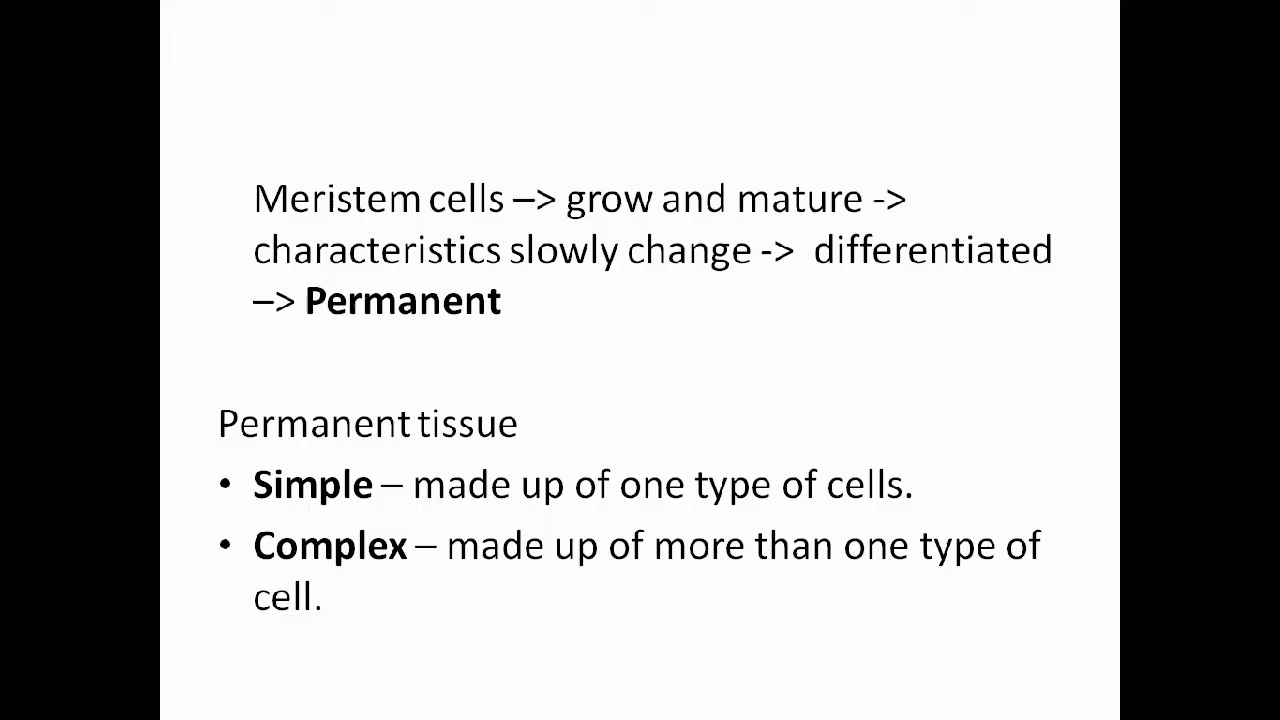 Meristem cells –> grow and mature ->
characteristics slowly change -> differentiated
–> Permanent
Permanent tissue
• Simple – made up of one type of cells.
• Complex – made up of more than one type of
cell.